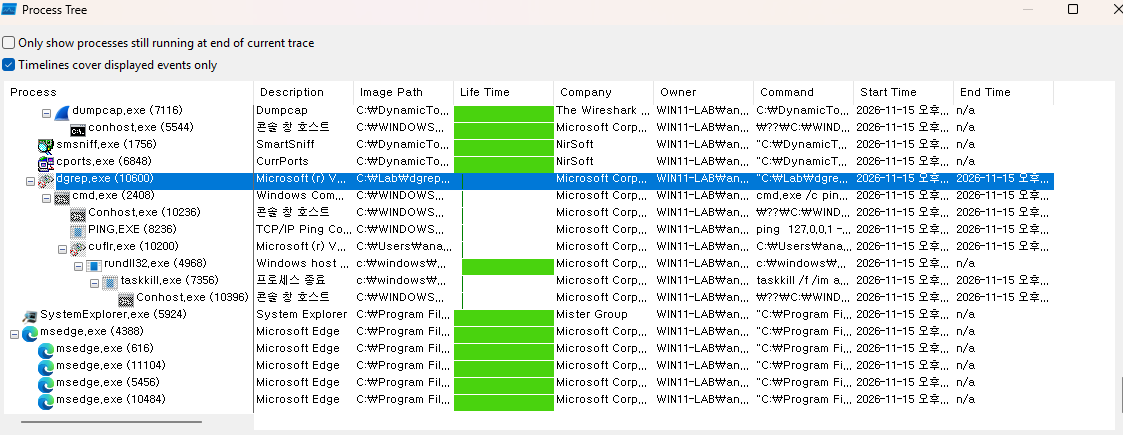 Process Tree
Only show processes still running at end of current trace
Timelines cover displayed events only
Process Description Image Path Life Time Company Owner Command Start Time End Time
dumpcap,exe (7116) Dumpcap C:₩DynamicTo... The Wireshark ... WIN11-LAB₩an... C:₩DynamicTo... 2026-11-15 오후... n/a
conhost,exe (5544) 콘솔 창 호스트 C:₩WINDOWS... Microsoft Corp... WIN11-LAB₩an... ₩??₩C:₩WIND... 2026-11-15 오후... n/a
smsniff,exe (1756) SmartSniff C:₩DynamicTo... NirSoft WIN11-LAB₩an... "C:₩DynamicT... 2026-11-15 오후... n/a
cports,exe (6848) CurrPorts C:₩DynamicTo... NirSoft WIN11-LAB₩an... "C:₩DynamicT... 2026-11-15 오후... n/a
dgrep,exe (10600) Microsoft (r) V... C:₩Lab₩dgrep... Microsoft Corp... WIN11-LAB₩an... "C:₩Lab₩dgre... 2026-11-15 오후... 2026-11-15 오후...
cmd,exe (2408) Windows Com... C:₩WINDOWS... Microsoft Corp... WIN11-LAB₩an... cmd,exe /c pin... 2026-11-15 오후... 2026-11-15 오후...
Conhost,exe (10236) 콘솔 창 호스트 C:₩WINDOWS... Microsoft Corp... WIN11-LAB₩an... ₩??₩C:₩WIND... 2026-11-15 오후... 2026-11-15 오후...
PING,EXE (8236) TCP/IP Ping Co... C:₩WINDOWS... Microsoft Corp... WIN11-LAB₩an... ping 127,0,0,1 -... 2026-11-15 오후... 2026-11-15 오후...
cuflr,exe (10200) Microsoft (r) V... C:₩Users₩ana... Microsoft Corp... WIN11-LAB₩an... C:₩Users₩ana... 2026-11-15 오후... 2026-11-15 오후...
rundll32,exe (4968) Windows host ... c:₩windows₩... Microsoft Corp... WIN11-LAB₩an... c:₩windows₩... 2026-11-15 오후... n/a
taskkill,exe (7356) 프로세스 종료 c:₩windows₩... Microsoft Corp... WIN11-LAB₩an... taskkill /f /im a... 2026-11-15 오후... 2026-11-15 오후...
Conhost,exe (10396) 콘솔 창 호스트 C:₩WINDOWS... Microsoft Corp... WIN11-LAB₩an... ₩??₩C:₩WIND... 2026-11-15 오후... 2026-11-15 오후...
SystemExplorer,exe (5924) System Explorer C:₩Program Fil... Mister Group WIN11-LAB₩an... "C:₩Program Fi... 2026-11-15 오후... n/a
msedge,exe (4388) Microsoft Edge C:₩Program Fil... Microsoft Corp... WIN11-LAB₩an... "C:₩Program Fi... 2026-11-15 오후... n/a
msedge,exe (616) Microsoft Edge C:₩Program Fil... Microsoft Corp... WIN11-LAB₩an... "C:₩Program Fi... 2026-11-15 오후... n/a
msedge,exe (11104) Microsoft Edge C:₩Program Fil... Microsoft Corp... WIN11-LAB₩an... "C:₩Program Fi... 2026-11-15 오후... n/a
msedge,exe (5456) Microsoft Edge C:₩Program Fil... Microsoft Corp... WIN11-LAB₩an... "C:₩Program Fi... 2026-11-15 오후... n/a
msedge,exe (10484) Microsoft Edge C:₩Program Fil... Microsoft Corp... WIN11-LAB₩an... "C:₩Program Fi... 2026-11-15 오후... n/a